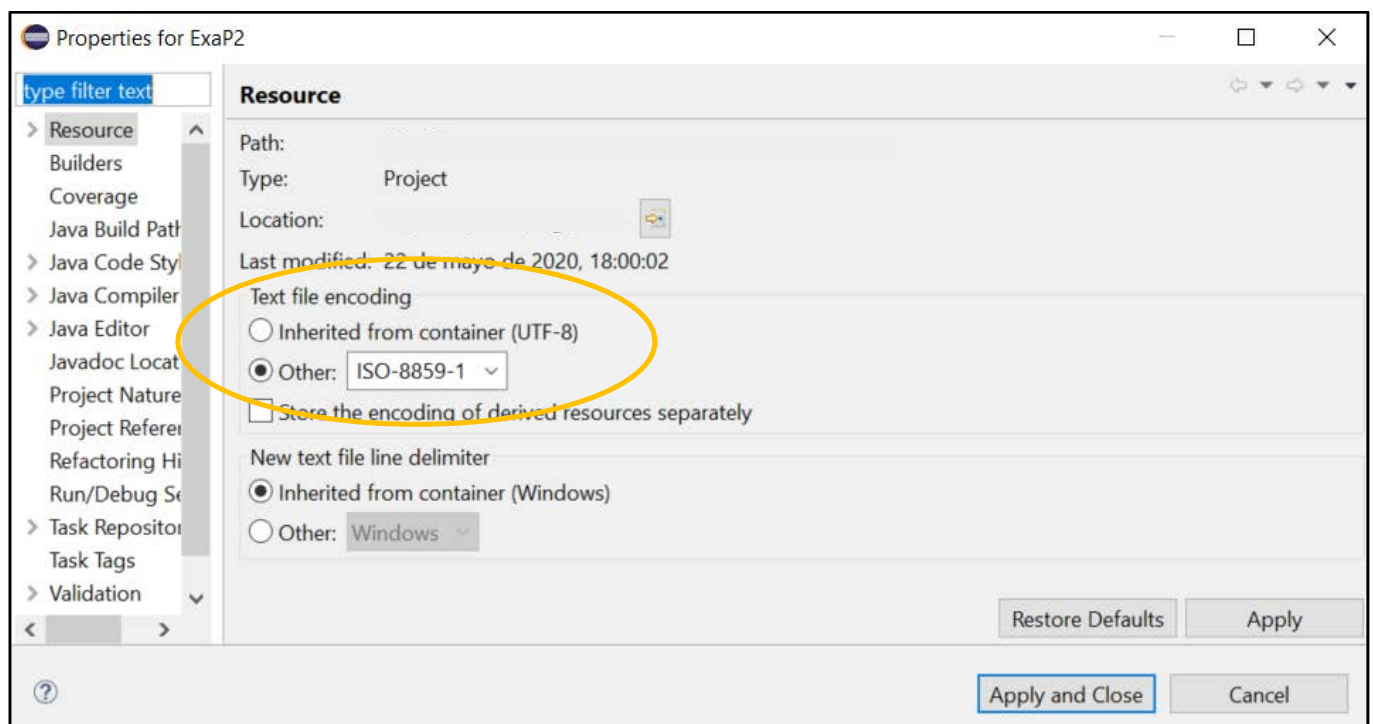 Properties for ExaP2
type filter text
Resource
Builders
Coverage
Java Build Path
Java Code Styl
Java Compiler
Java Editor
Javadoc Locat
Project Nature
Project Referen
Refactoring Hi
Run/Debug Se
Task Repositor
Task Tags
Validation
Resource
Path:
Type: Project
Location:
Last modified: 22 de mayo de 2020, 18:00:02
Text file encoding
Inherited from container (UTF-8)
Other: ISO-8859-1
Store the encoding of derived resources separately
New text file line delimiter
Inherited from container (Windows)
Other: Windows
Restore Defaults Apply
? Apply and Close Cancel